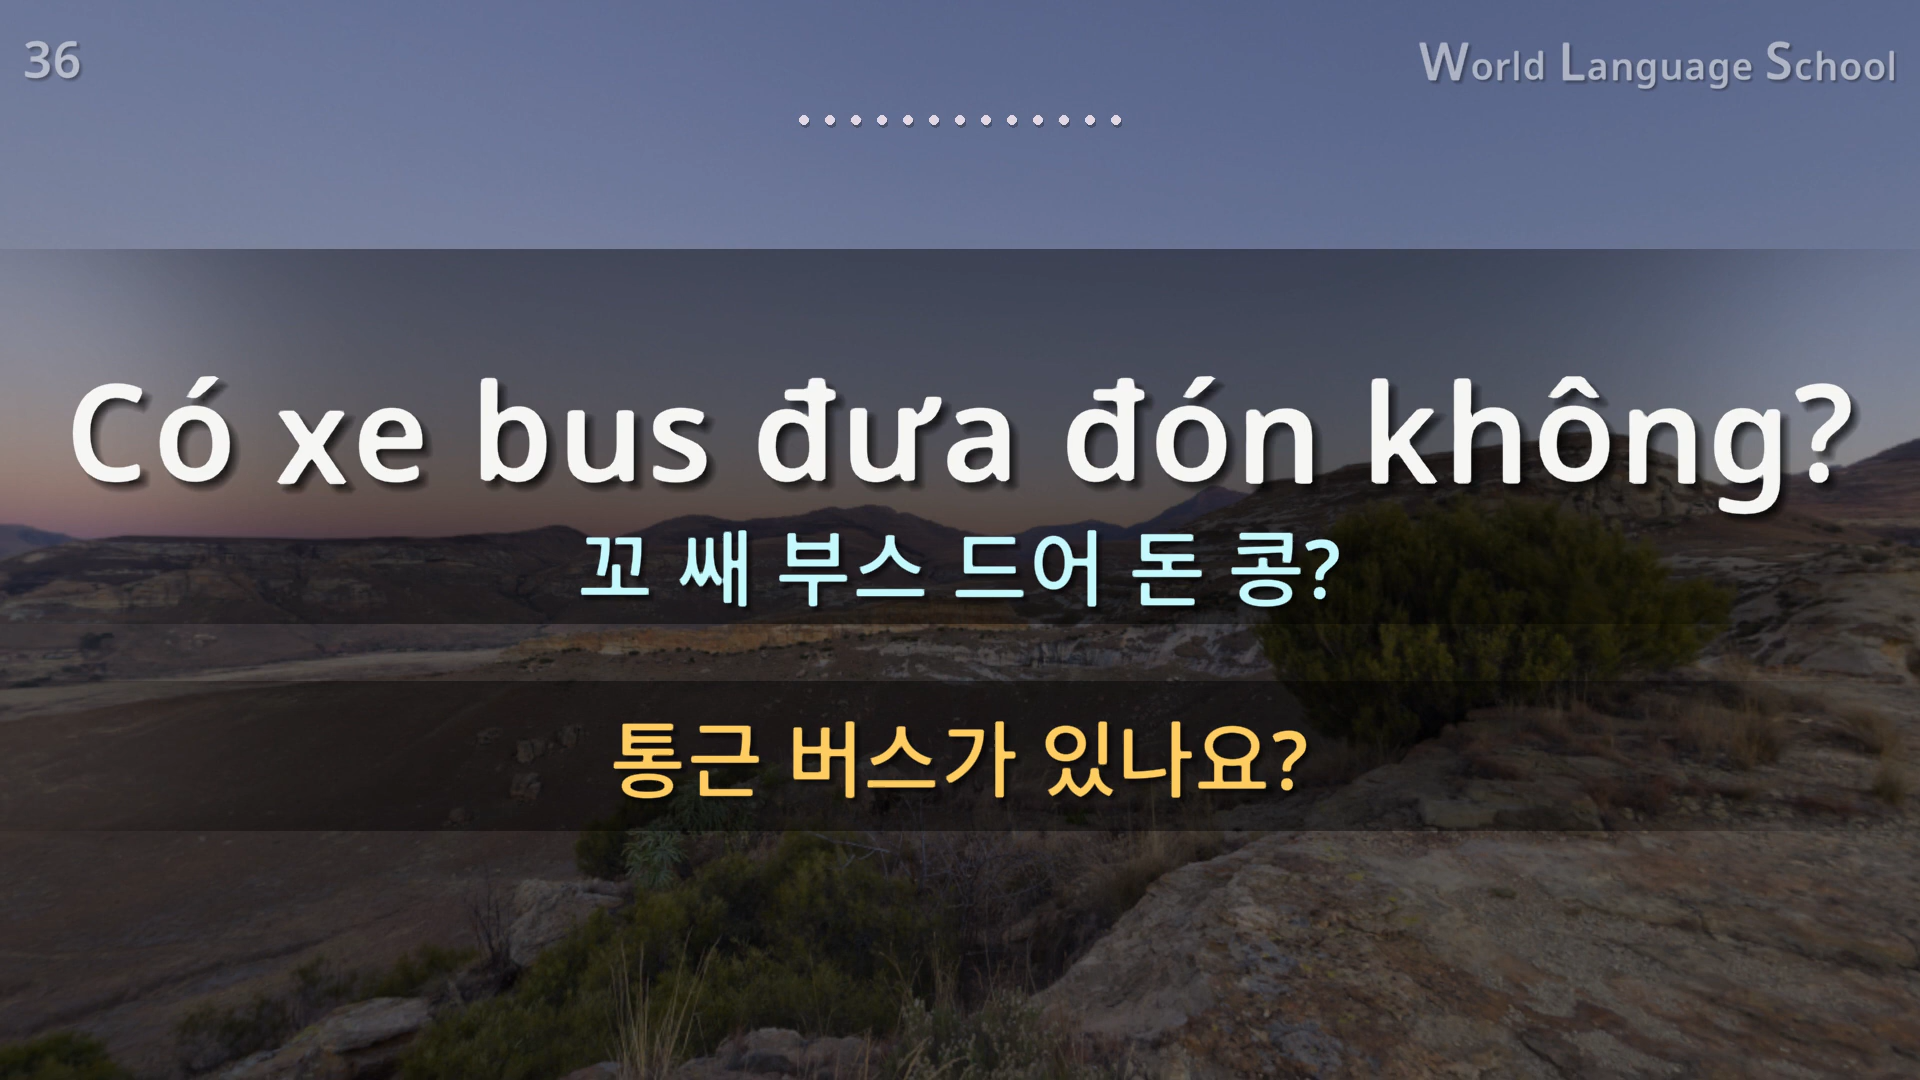 36
World Language School
Có xe bus đưa đón không?
꼬 쌔 부스 드어 돈 콩?
통근 버스가 있나요?